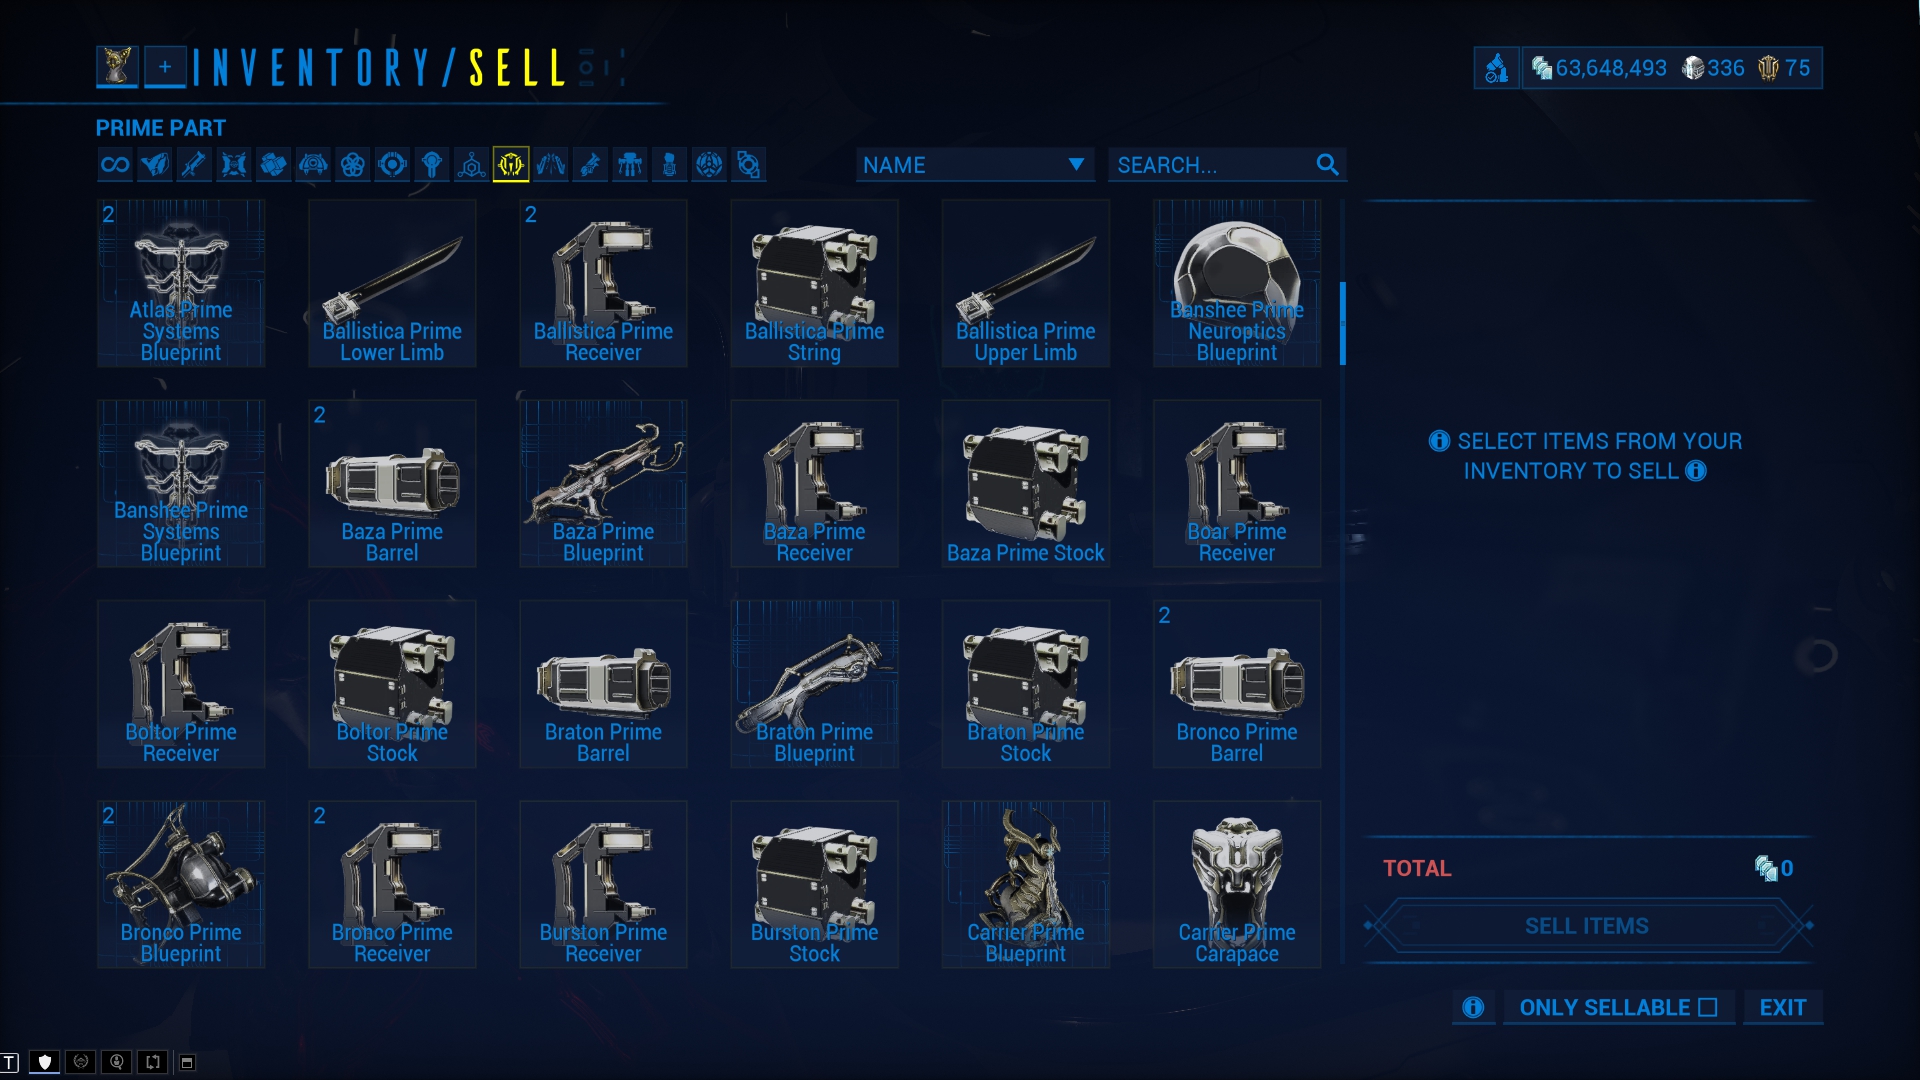 + INVENTORY/SELL
63,648,493 336 75
PRIME PART
NAME SEARCH...
2
Atlas Prime
Systems
Blueprint
Ballistica Prime
Lower Limb
2
Ballistica Prime
Receiver
Ballistica Prime
String
Ballistica Prime
Upper Limb
Banshee Prime
Neuroptics
Blueprint
Banshee Prime
Systems
Blueprint
2
Baza Prime
Barrel
Baza Prime
Blueprint
Baza Prime
Receiver
Baza Prime Stock
Boar Prime
Receiver
Boltor Prime
Receiver
Boltor Prime
Stock
Braton Prime
Barrel
Braton Prime
Blueprint
Braton Prime
Stock
2
Bronco Prime
Barrel
2
Bronco Prime
Blueprint
2
Bronco Prime
Receiver
Burston Prime
Receiver
Burston Prime
Stock
Carrier Prime
Blueprint
Carrier Prime
Carapace
SELECT ITEMS FROM YOUR
INVENTORY TO SELL
TOTAL 0
SELL ITEMS
ONLY SELLABLE
EXIT
T